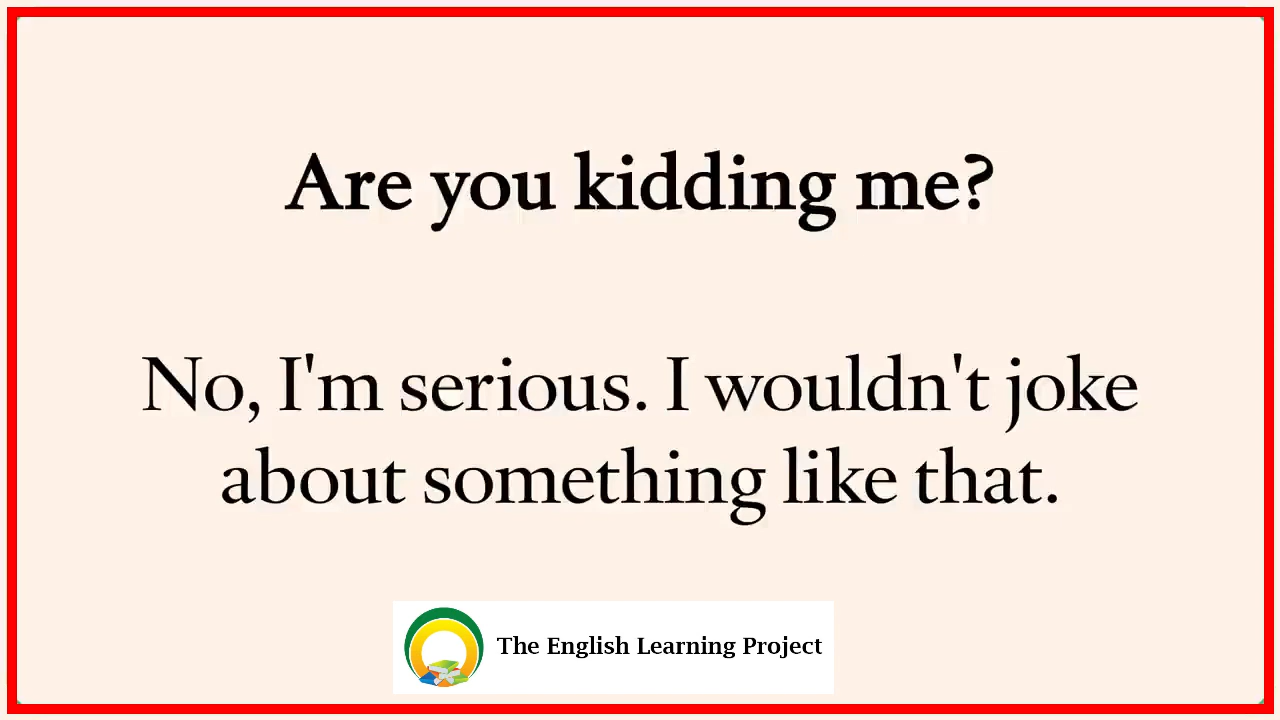 Are you kidding me?
No, I'm serious. I wouldn't joke
about something like that.
The English Learning Project